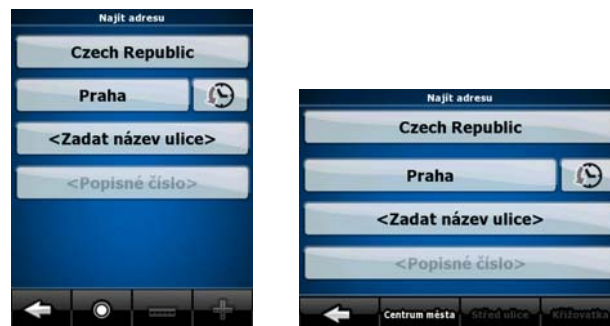 Najít adresu
Czech Republic
Praha
<Zadat název ulice>
<Popisné číslo>
Najít adresu
Czech Republic
Praha
<Zadat název ulice>
<Popisné číslo>
Centrum města Střed ulice Křižovatka